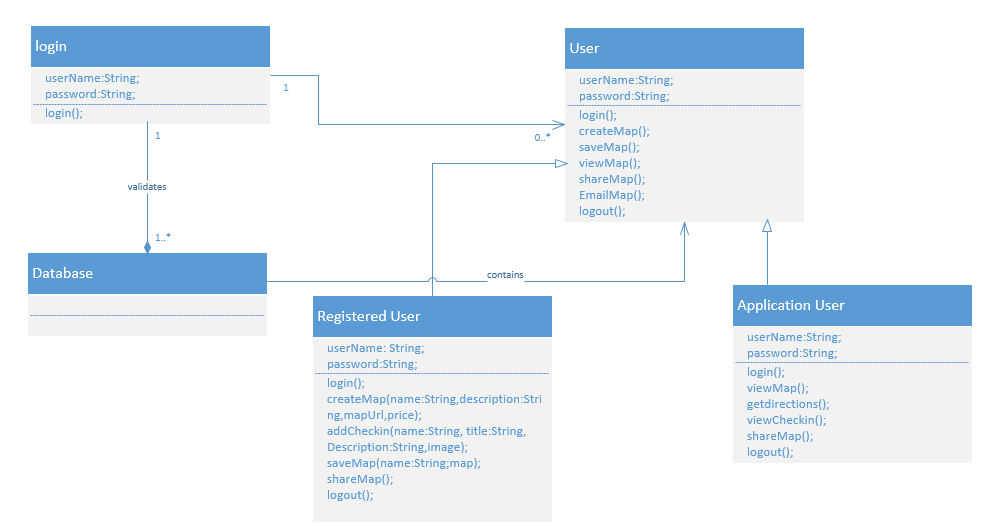 login
userName:String;
password:String;
login();
1
1
validates
1..*
Database
User
userName:String;
password:String;
login();
createMap();
saveMap();
viewMap();
shareMap();
EmailMap();
logout();
0..*
contains
Registered User
userName: String;
password:String;
login();
createMap(name:String,description:Stri
ng,mapUrl,price);
addCheckin(name:String, title:String,
Description:String,image);
saveMap(name:String;map);
shareMap();
logout();
Application User
userName:String;
password:String;
login();
viewMap();
getdirections();
viewCheckin();
shareMap();
logout();